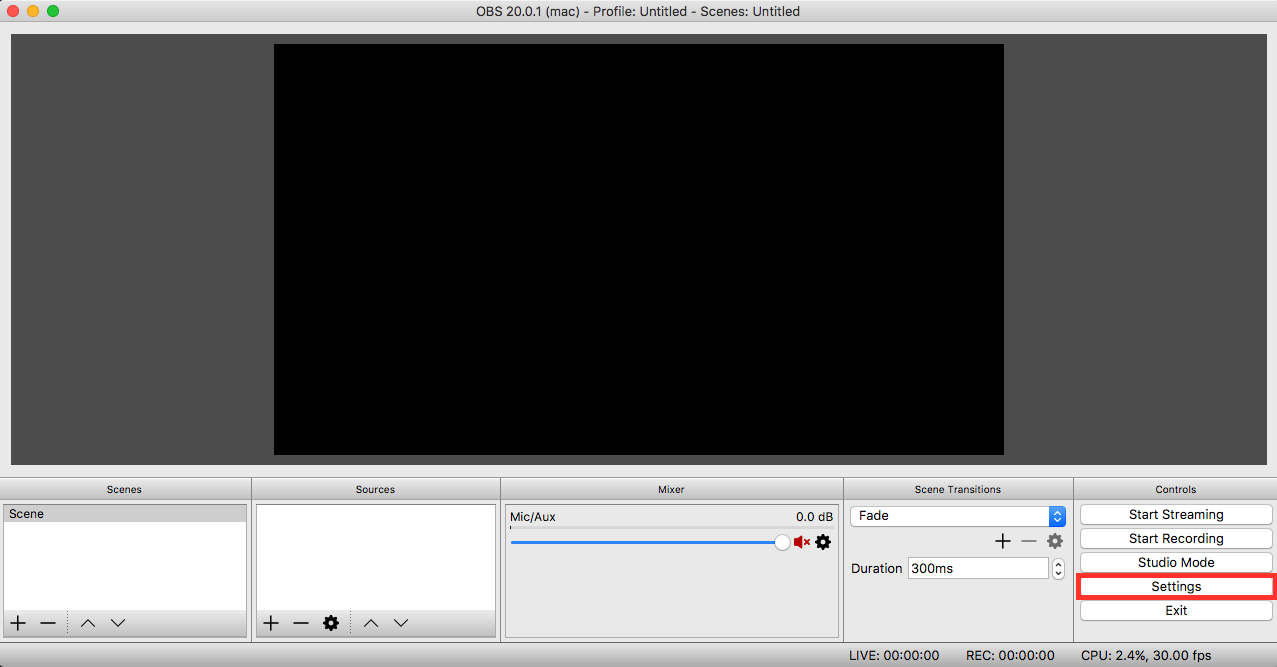 OBS 20.0.1 (mac) - Profile: Untitled - Scenes: Untitled
Scenes
Sources
Mixer
Scene Transitions
Controls
Scene
Mic/Aux
0.0 dB
Fade
Duration
300ms
Start Streaming
Start Recording
Studio Mode
Settings
Exit
LIVE: 00:00:00
REC: 00:00:00
CPU: 2.4%, 30.00 fps